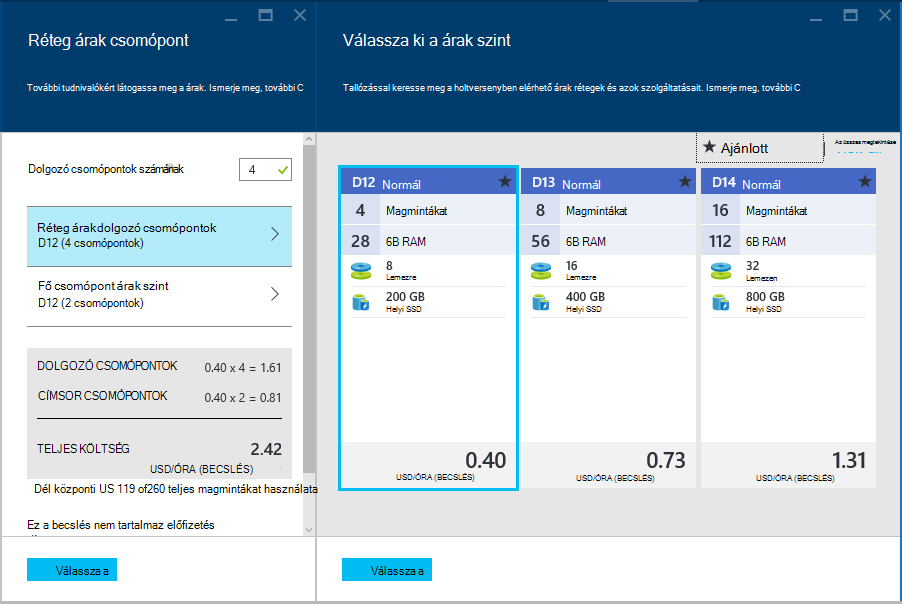 Réteg árak csomópont
További tudnivalókért látogassa meg a árak. Ismerje meg, további C
Dolgozó csomópontok számának
4
Réteg árakdolgozó csomópontok
D12 (4 csomópontok)
Fő csomópont árak szint
D12 (2 csomópontok)
DOLGOZÓ CSOMÓPONTOK 0.40 x 4 = 1.61
CÍMSOR CSOMÓPONTOK 0.40 x 2 = 0.81
TELJES KÖLTSÉG 2.42
USD/ÓRA (BECSLÉS)
Dél központi US 119 of260 teljes magmintákat használata
Ez a becslés nem tartalmaz előfizetés
Válassza a
Válassza ki a árak szint
Tallózással keresse meg a holtversenyben elérhető árak rétegek és azok szolgáltatásait. Ismerje meg, további C
Ajánlott
Az összes megtekintése
D12 Normál
4 Magmintákat
28 6B RAM
8
Lemezre
200 GB
Helyi SSD
0.40
USD/ÓRA (BECSLÉS)
D13 Normál
8 Magmintákat
56 6B RAM
16
Lemezre
400 GB
Helyi SSD
0.73
USD/ÓRA (BECSLÉS)
D14 Normál
16 Magmintákat
112 6B RAM
32
Lemezen
800 GB
Helyi SSD
1.31
USD/ÓRA (BECSLÉS)
Válassza a